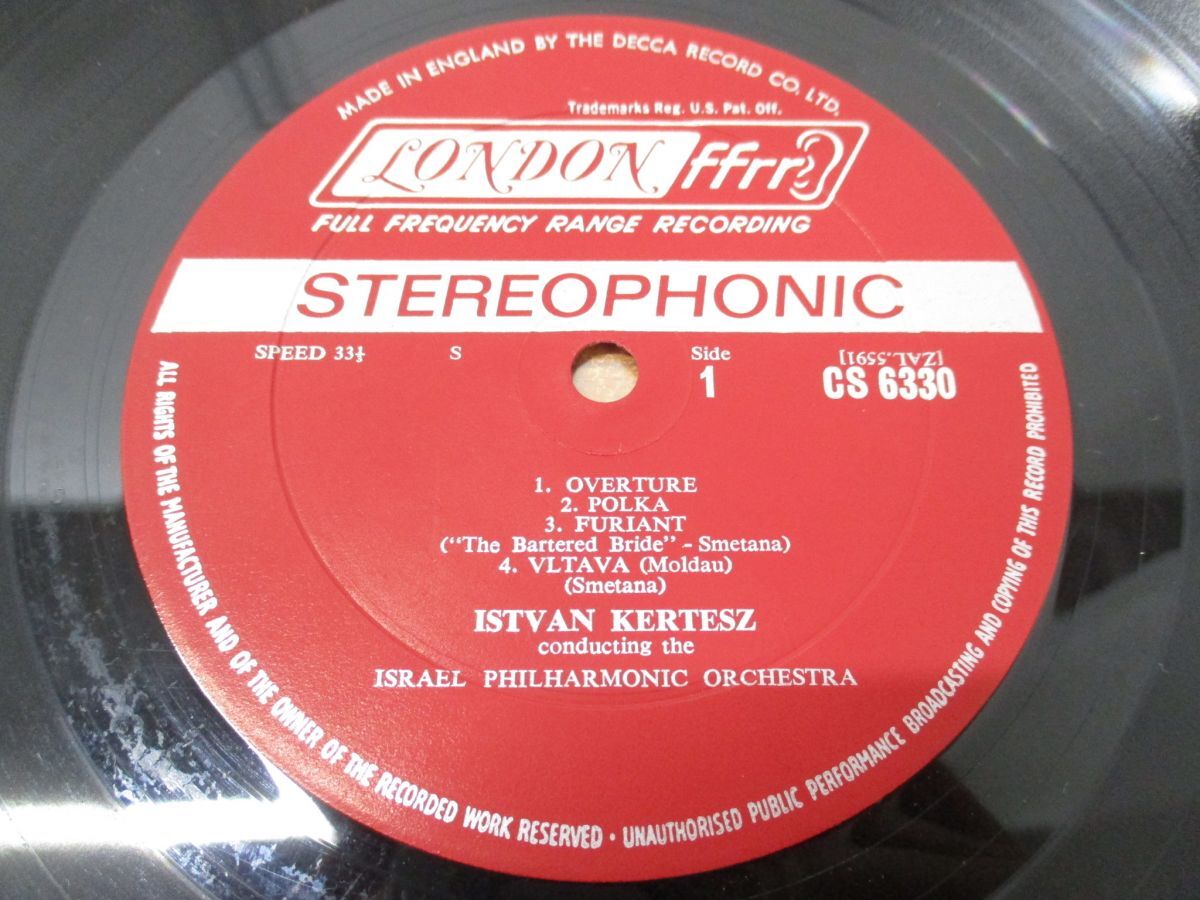 MADE IN ENGLAND BY THE DECCA RECORD CO. LTD.
Trademarks Reg. U.S. Pat. Off.
LONDON ffrr
FULL FREQUENCY RANGE RECORDING
STEREOPHONIC
SPEED 33⅓ S Side [ZAL.5591]
1 CS 6330
1. OVERTURE
2. POLKA
3. FURIANT
("The Bartered Bride" - Smetana)
4. VLTAVA (Moldau)
(Smetana)
ISTVAN KERTESZ
conducting the
ISRAEL PHILHARMONIC ORCHESTRA
ALL RIGHTS OF THE MANUFACTURER AND OF THE OWNER OF THE RECORDED WORK RESERVED · UNAUTHORISED PUBLIC PERFORMANCE BROADCASTING AND COPYING OF THIS RECORD PROHIBITED